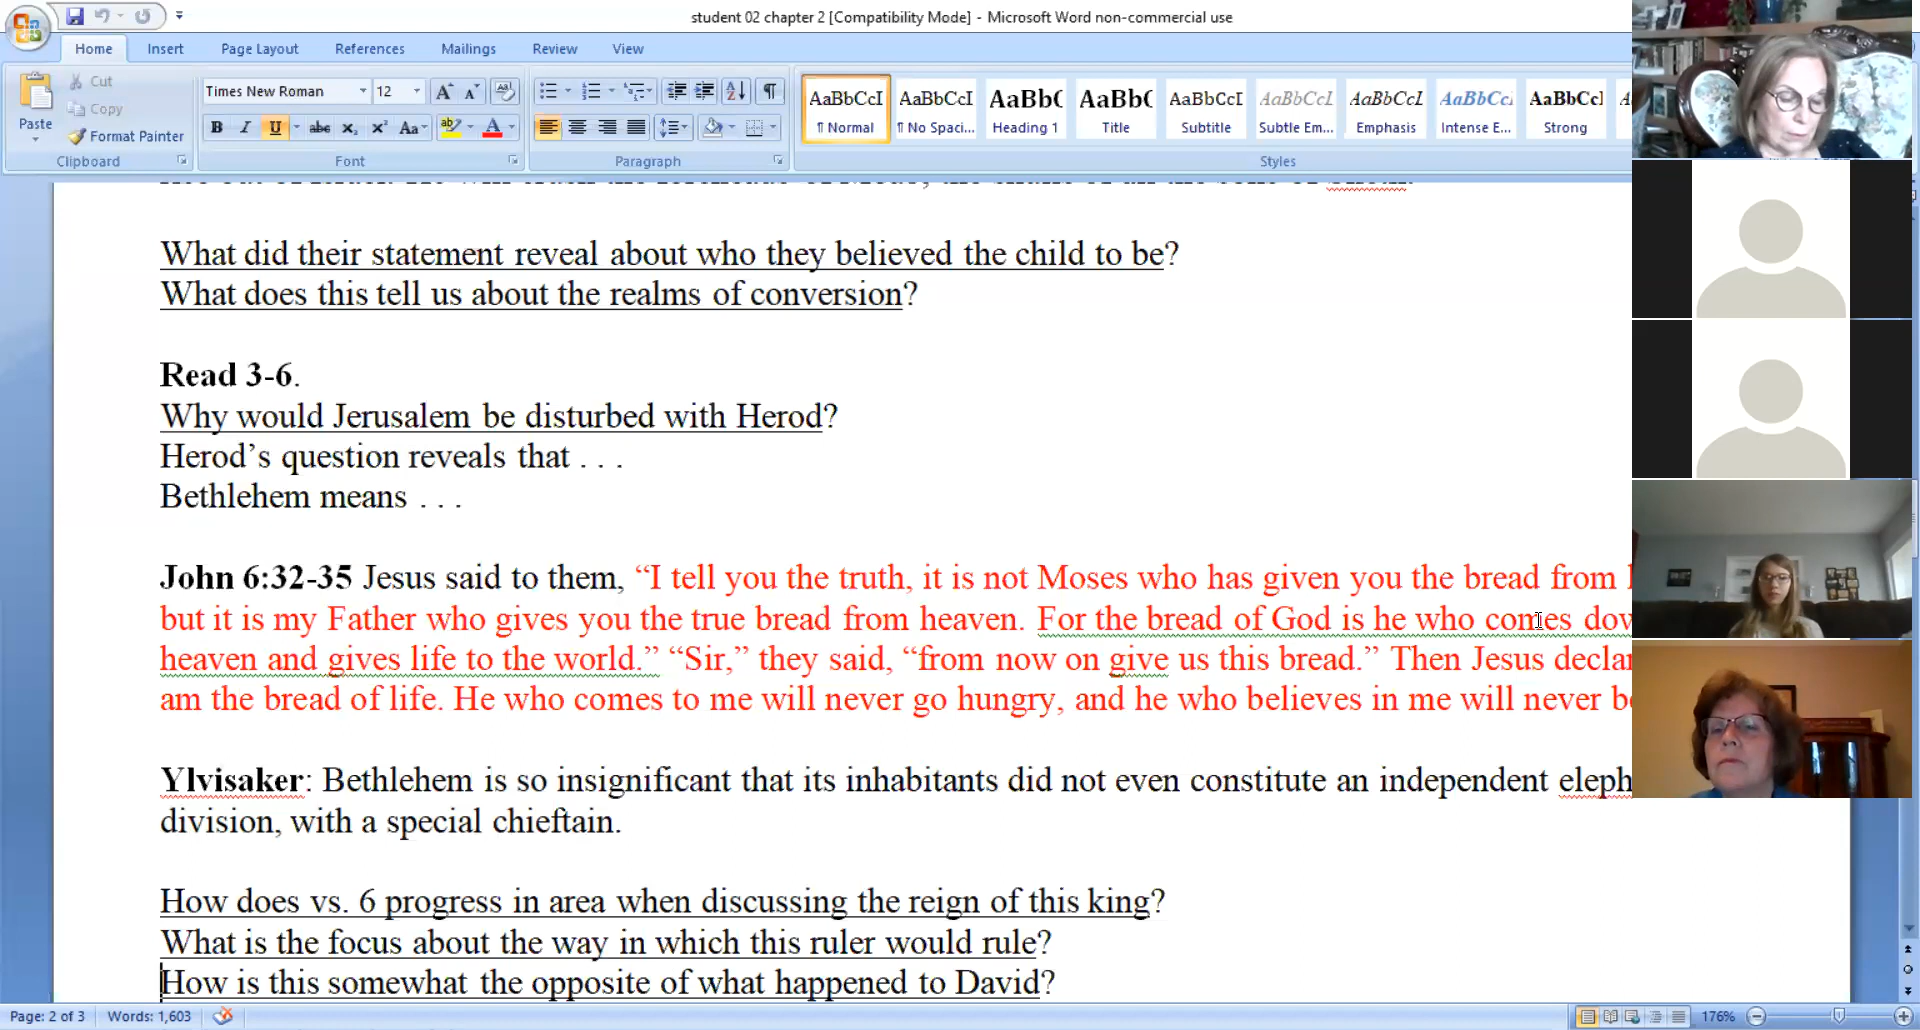 student 02 chapter 2 [Compatibility Mode] - Microsoft Word non-commercial use
Home Insert Page Layout References Mailings Review View
Paste
Cut
Copy
Format Painter
Clipboard
Times New Roman 12
B I U abc x₂ x² Aa
Font
Paragraph
AaBbCcI AaBbCcI AaBbC AaBbC AaBbCcI AaBbCcL AaBbCcL AaBbCc. AaBbCcI
¶ Normal ¶ No Spaci... Heading 1 Title Subtitle Subtle Em... Emphasis Intense E... Strong
Styles
What did their statement reveal about who they believed the child to be?
What does this tell us about the realms of conversion?
Read 3-6.
Why would Jerusalem be disturbed with Herod?
Herod’s question reveals that . . .
Bethlehem means . . .
John 6:32-35 Jesus said to them, “I tell you the truth, it is not Moses who has given you the bread from
but it is my Father who gives you the true bread from heaven. For the bread of God is he who comes
heaven and gives life to the world.” “Sir,” they said, “from now on give us this bread.” Then Jesus
am the bread of life. He who comes to me will never go hungry, and he who believes in me will never
Ylvisaker: Bethlehem is so insignificant that its inhabitants did not even constitute an independent
division, with a special chieftain.
How does vs. 6 progress in area when discussing the reign of this king?
What is the focus about the way in which this ruler would rule?
How is this somewhat the opposite of what happened to David?
Page: 2 of 3 Words: 1,603 176%